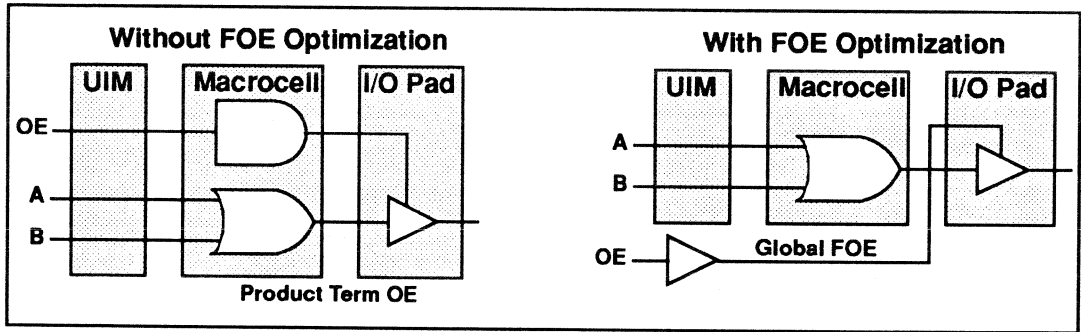 Without FOE Optimization
UIM
Macrocell
I/O Pad
OE
A
B
Product Term OE
With FOE Optimization
UIM
Macrocell
I/O Pad
A
B
OE
Global FOE